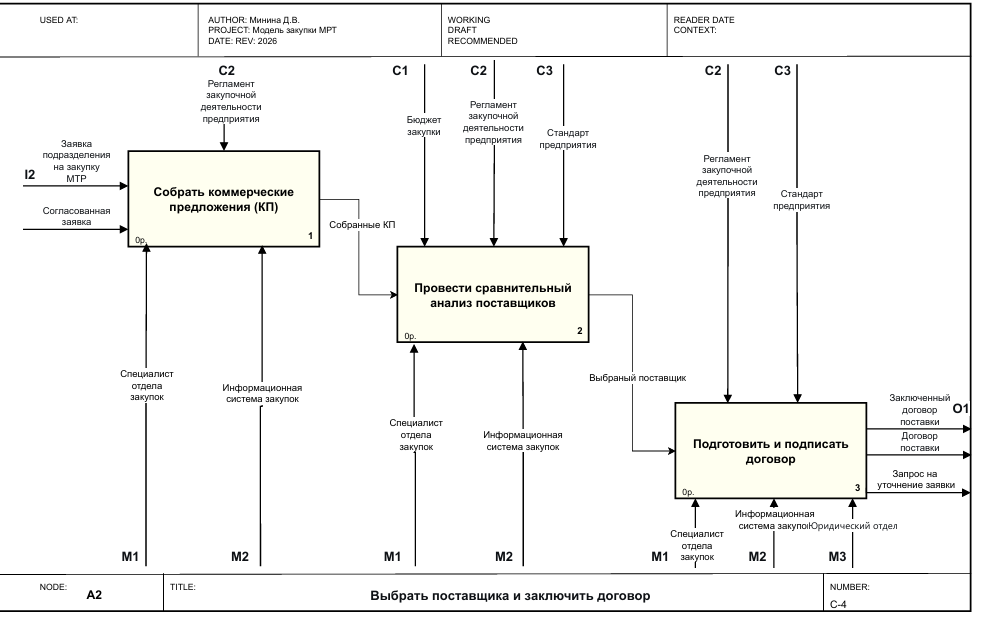 USED AT:
AUTHOR: Минина Д.В.
PROJECT: Модель закупки МРТ
DATE: REV: 2026
WORKING
DRAFT
RECOMMENDED
READER DATE
CONTEXT:
C2
Регламент
закупочной
деятельности
предприятия
C1
Бюджет
закупки
C2
Регламент
закупочной
деятельности
предприятия
C3
Стандарт
предприятия
C2
Регламент
закупочной
деятельности
предприятия
C3
Стандарт
предприятия
I2
Заявка
подразделения
на закупку
МТР
Согласованная
заявка
Собрать коммерческие
предложения (КП)
0р.
1
Собранные КП
Провести сравнительный
анализ поставщиков
0р.
2
Выбраный поставщик
Подготовить и подписать
договор
0р.
3
Заключенный
договор
поставки
O1
Договор
поставки
Запрос на
уточнение заявки
Специалист
отдела
закупок
M1
Информационная
система закупок
M2
Специалист
отдела
закупок
M1
Информационная
система закупок
M2
Специалист
отдела
закупок
M1
Информационная
система закупок
M2
Юридический отдел
M3
NODE:
A2
TITLE:
Выбрать поставщика и заключить договор
NUMBER:
C-4